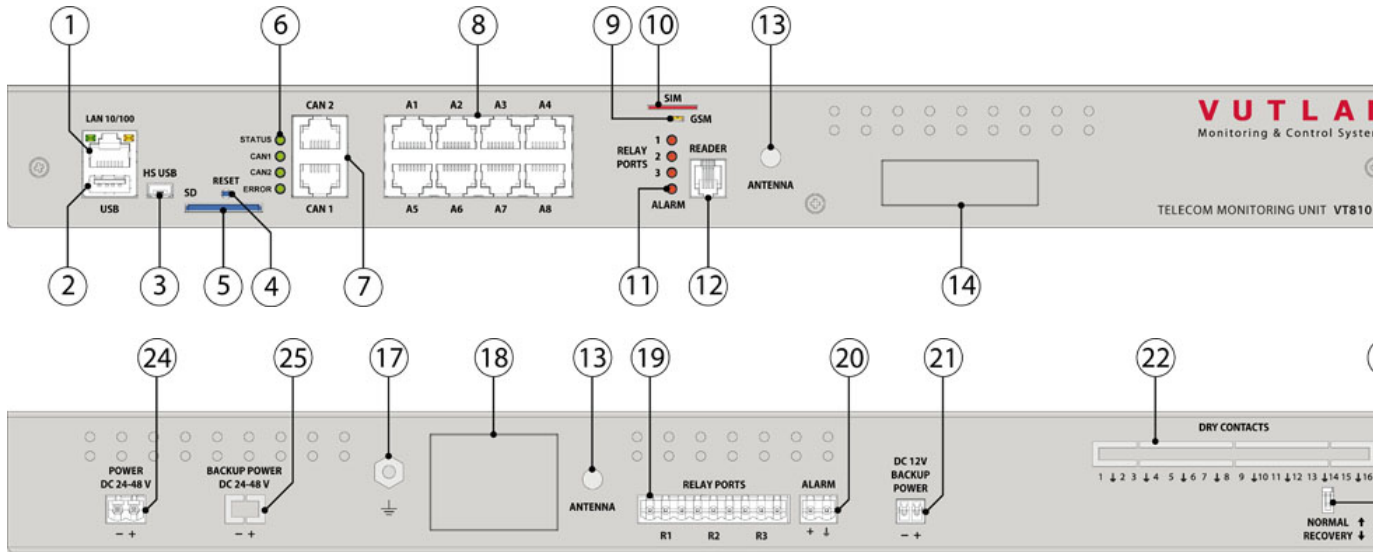 1 6 8 9 10 13
LAN 10/100
CAN 2
A1 A2 A3 A4
SIM
GSM
VUTLA
Monitoring & Control System
STATUS
CAN1
CAN2
ERROR
HS USB
RESET
SD
USB
CAN 1
A5 A6 A7 A8
RELAY PORTS
1
2
3
ALARM
READER
ANTENNA
TELECOM MONITORING UNIT VT810
2 3 5 4 7 11 12 14
24 25 17 18 13 19 20 21 22
POWER
DC 24-48 V
- +
BACKUP POWER
DC 24-48 V
- +
ANTENNA
RELAY PORTS
R1 R2 R3
ALARM
+
DC 12V
BACKUP
POWER
- +
DRY CONTACTS
1 ↓ 2 3 ↓ 4 5 ↓ 6 7 ↓ 8 9 ↓ 10 11 ↓ 12 13 ↓ 14 15 ↓ 16
NORMAL ↑
RECOVERY ↓